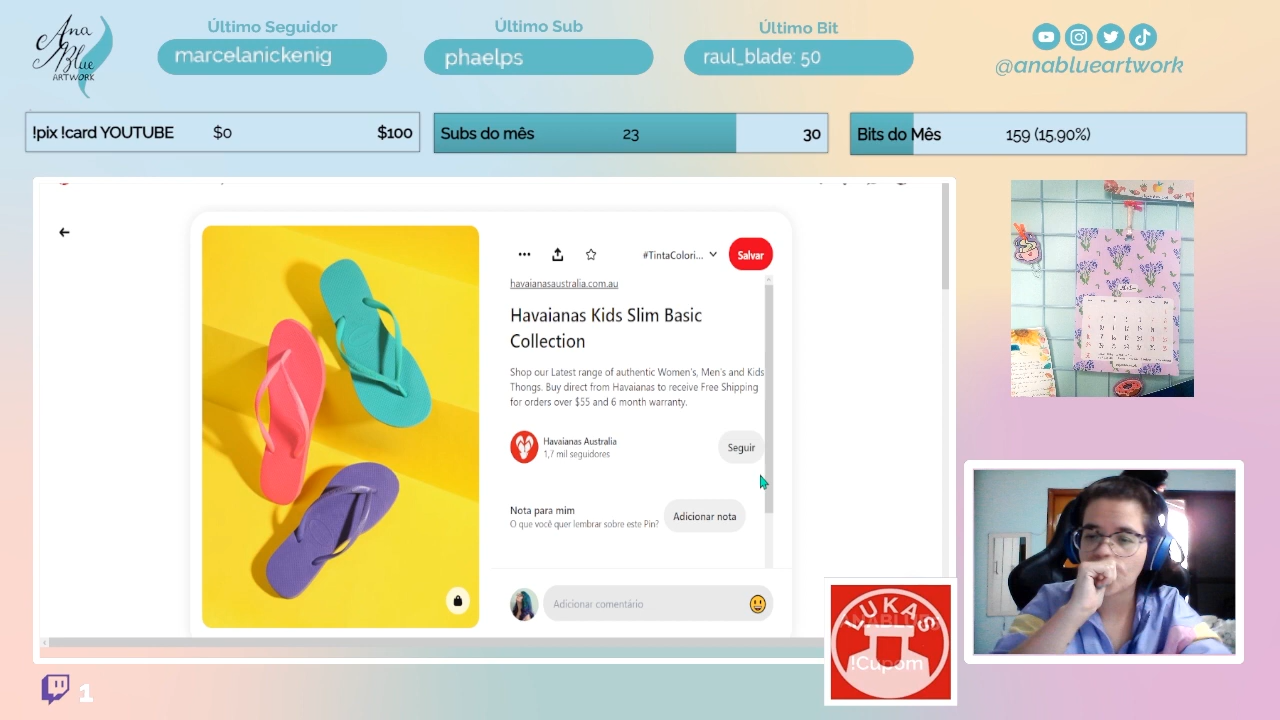 Ana
Blue
ARTWORK
Último Seguidor
marcelanickenig
Último Sub
phaelps
Último Bit
raul_blade: 50
@anablueartwork
!pix !card YOUTUBE $0 $100
Subs do mês 23 30
Bits do Mês 159 (15.90%)
#TintaColori...
Salvar
havaianasaustralia.com.au
Havaianas Kids Slim Basic
Collection
Shop our Latest range of authentic Women's, Men's and Kids
Thongs. Buy direct from Havaianas to receive Free Shipping
for orders over $55 and 6 month warranty.
Havaianas Australia
1,7 mil seguidores
Seguir
Nota para mim
O que você quer lembrar sobre este Pin?
Adicionar nota
Adicionar comentário
LUKAS
!Cupom
1